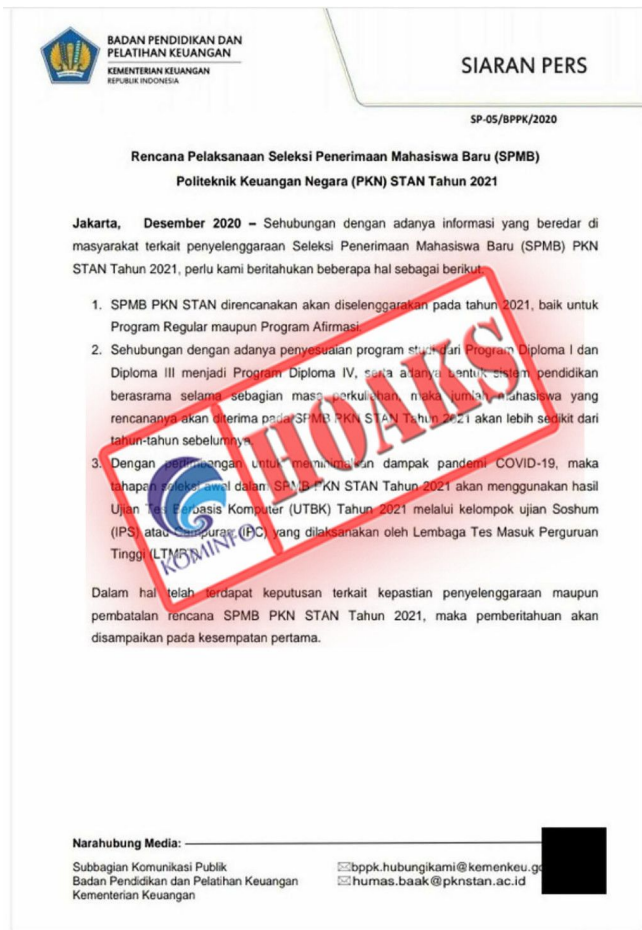 BADAN PENDIDIKAN DAN
PELATIHAN KEUANGAN
KEMENTERIAN KEUANGAN
REPUBLIK INDONESIA
SIARAN PERS
SP-05/BPPK/2020
Rencana Pelaksanaan Seleksi Penerimaan Mahasiswa Baru (SPMB)
Politeknik Keuangan Negara (PKN) STAN Tahun 2021
Jakarta, Desember 2020 – Sehubungan dengan adanya informasi yang beredar di
masyarakat terkait penyelenggaraan Seleksi Penerimaan Mahasiswa Baru (SPMB) PKN
STAN Tahun 2021, perlu kami beritahukan beberapa hal sebagai berikut:
1. SPMB PKN STAN direncanakan akan diselenggarakan pada tahun 2021, baik untuk
Program Regular maupun Program Afirmasi.
2. Sehubungan dengan adanya penyesuaian program studi dari Program Diploma I dan
Diploma III menjadi Program Diploma IV, serta adanya bentuk sistem pendidikan
berasrama selama sebagian masa perkuliahan, maka jumlah mahasiswa yang
rencananya akan diterima pada SPMB PKN STAN Tahun 2021 akan lebih sedikit dari
tahun-tahun sebelumnya.
3. Dengan pertimbangan untuk meminimalkan dampak pandemi COVID-19, maka
tahapan seleksi awal dalam SPMB PKN STAN Tahun 2021 akan menggunakan hasil
Ujian Tes Berbasis Komputer (UTBK) Tahun 2021 melalui kelompok ujian Soshum
(IPS) atau Campuran (IPC) yang dilaksanakan oleh Lembaga Tes Masuk Perguruan
Tinggi (LTMPT).
HOAKS
KOMINFO
Dalam hal telah terdapat keputusan terkait kepastian penyelenggaraan maupun
pembatalan rencana SPMB PKN STAN Tahun 2021, maka pemberitahuan akan
disampaikan pada kesempatan pertama.
Narahubung Media:
Subbagian Komunikasi Publik
Badan Pendidikan dan Pelatihan Keuangan
Kementerian Keuangan
bppk.hubungikami@kemenkeu.go
humas.baak@pknstan.ac.id